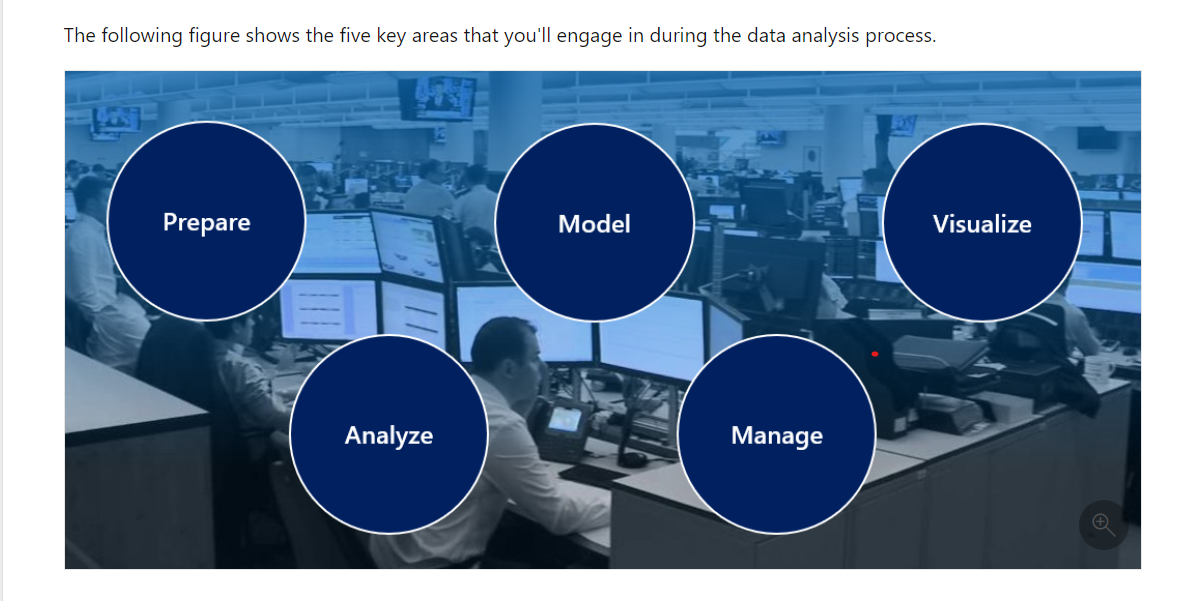 The following figure shows the five key areas that you'll engage in during the data analysis process.
Prepare
Model
Visualize
Analyze
Manage